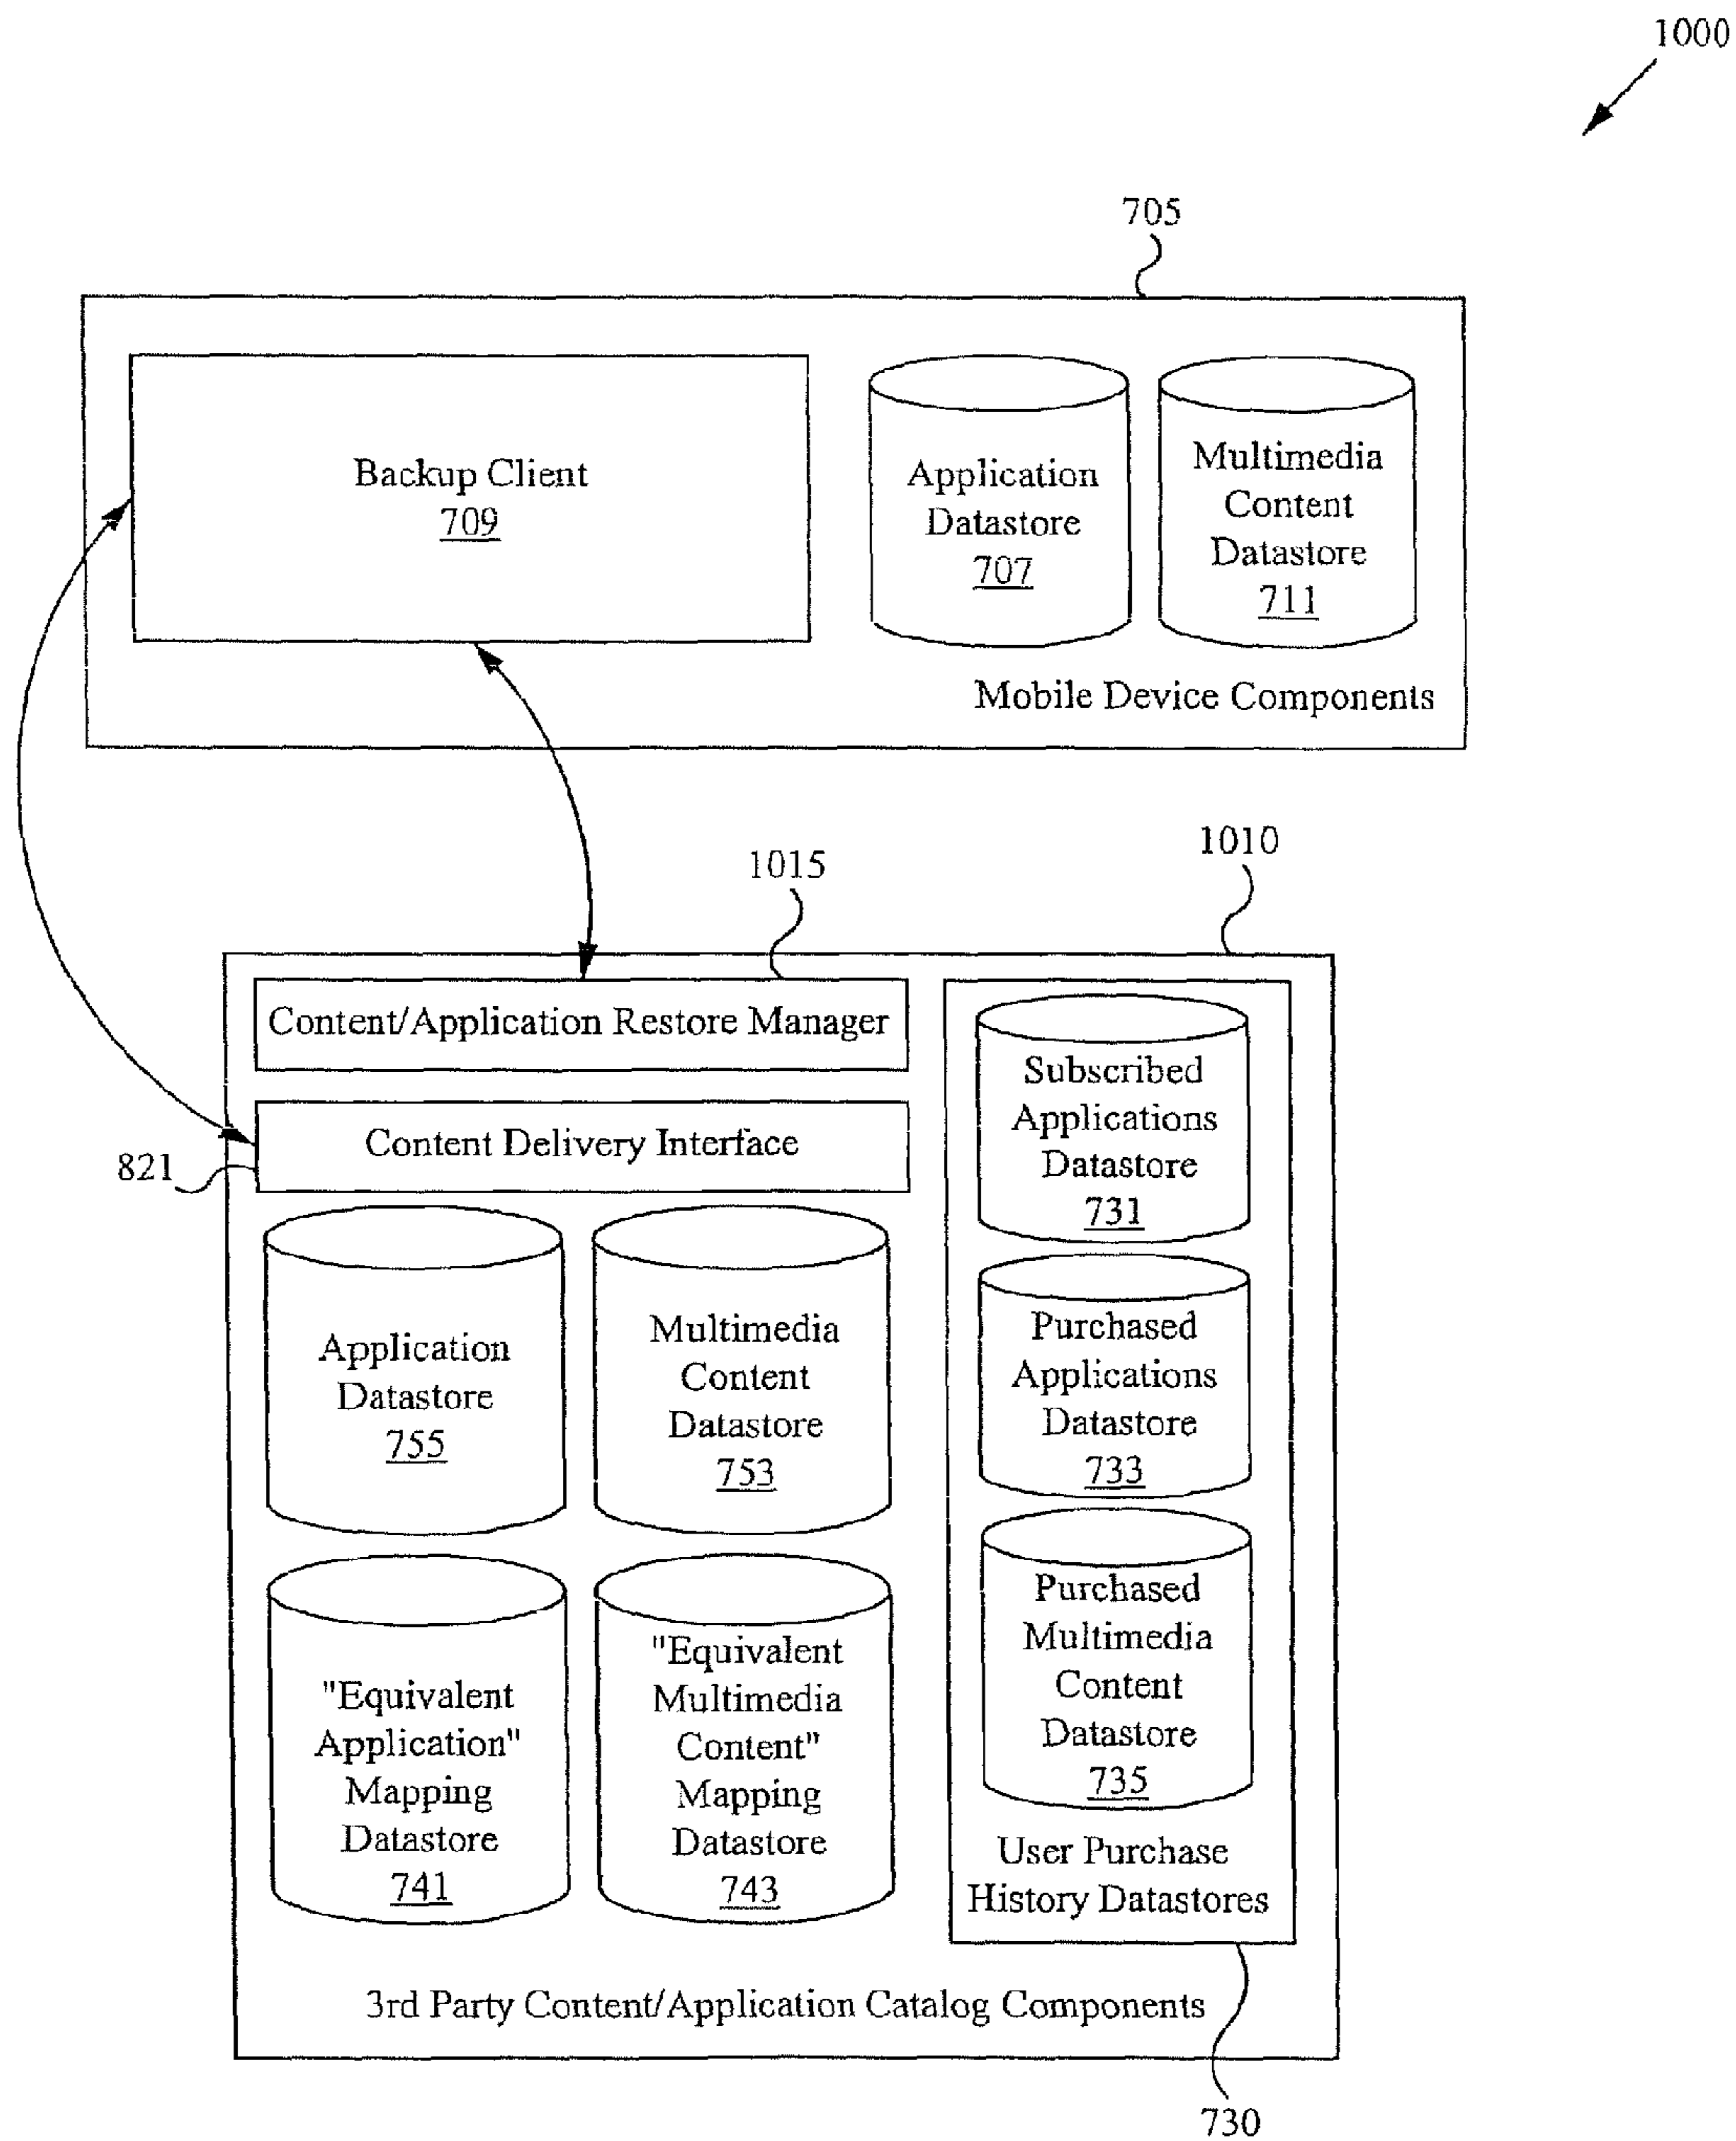 1000
705
Backup Client
709
Application
Datastore
707
Multimedia
Content
Datastore
711
Mobile Device Components
1015
1010
Content/Application Restore Manager
Content Delivery Interface
821
Application
Datastore
755
Multimedia
Content
Datastore
753
"Equivalent
Application"
Mapping
Datastore
741
"Equivalent
Multimedia
Content"
Mapping
Datastore
743
Subscribed
Applications
Datastore
731
Purchased
Applications
Datastore
733
Purchased
Multimedia
Content
Datastore
735
User Purchase
History Datastores
3rd Party Content/Application Catalog Components
730